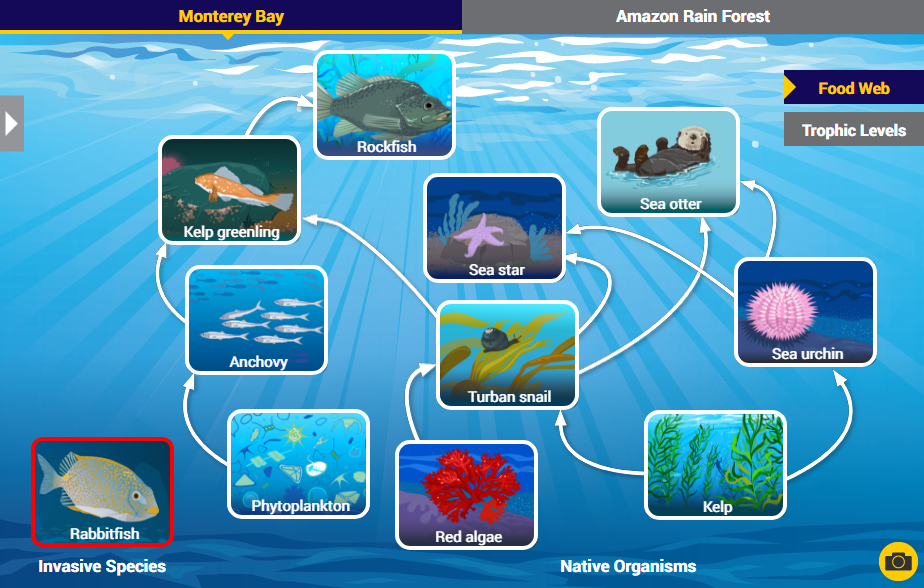 Monterey Bay
Amazon Rain Forest
Food Web
Trophic Levels
Rockfish
Sea otter
Kelp greenling
Sea star
Anchovy
Sea urchin
Turban snail
Phytoplankton
Kelp
Rabbitfish
Red algae
Invasive Species
Native Organisms